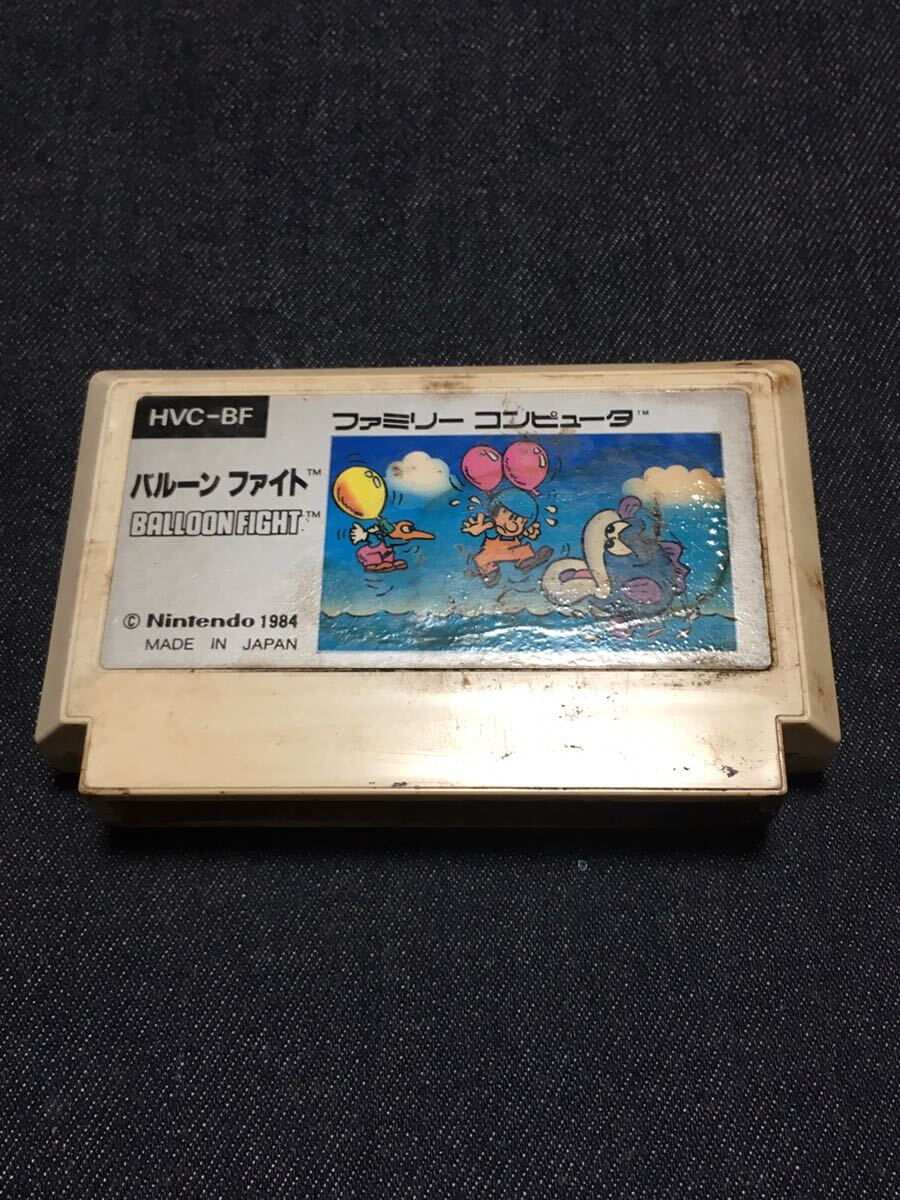 HVC-BF
ファミリー コンピュータ™
バルーン ファイト™
BALLOON FIGHT™
© Nintendo 1984
MADE IN JAPAN